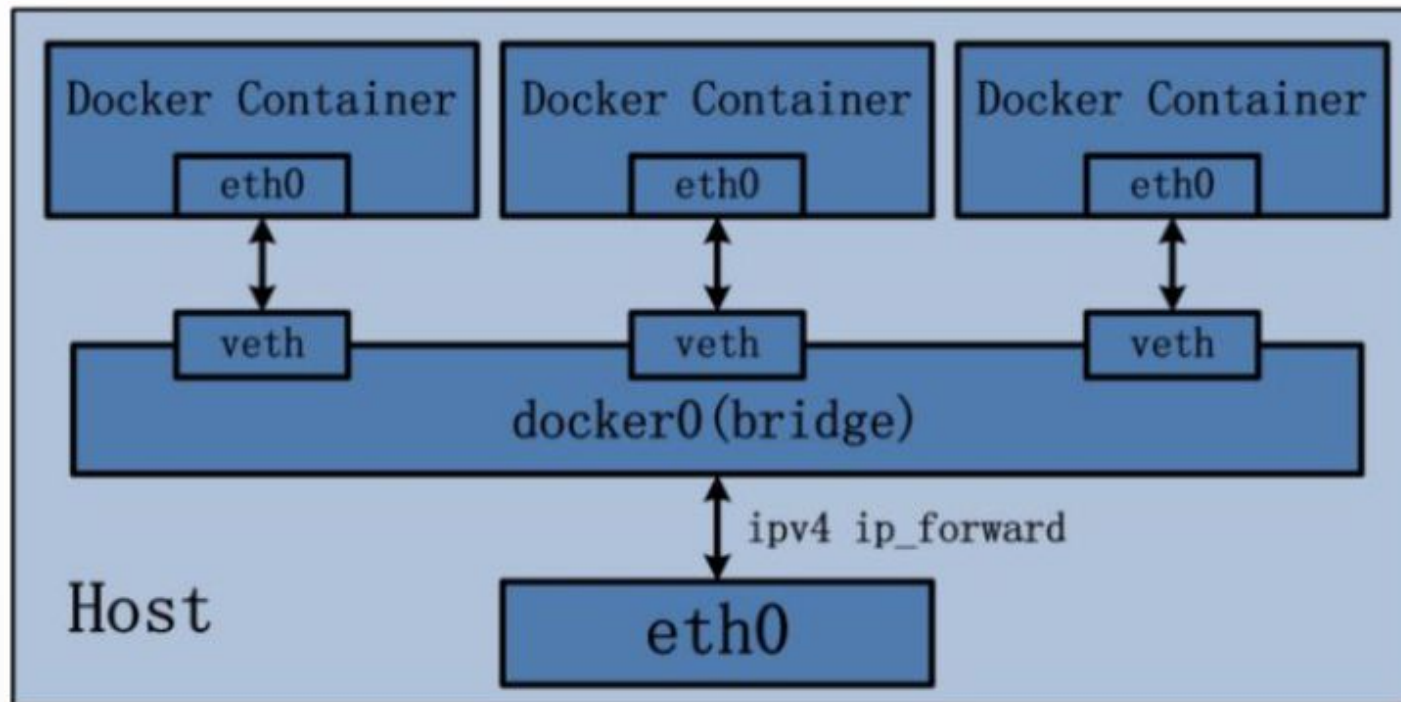 Docker Container
Docker Container
Docker Container
eth0
eth0
eth0
veth
veth
veth
docker0(bridge)
ipv4 ip_forward
Host
eth0